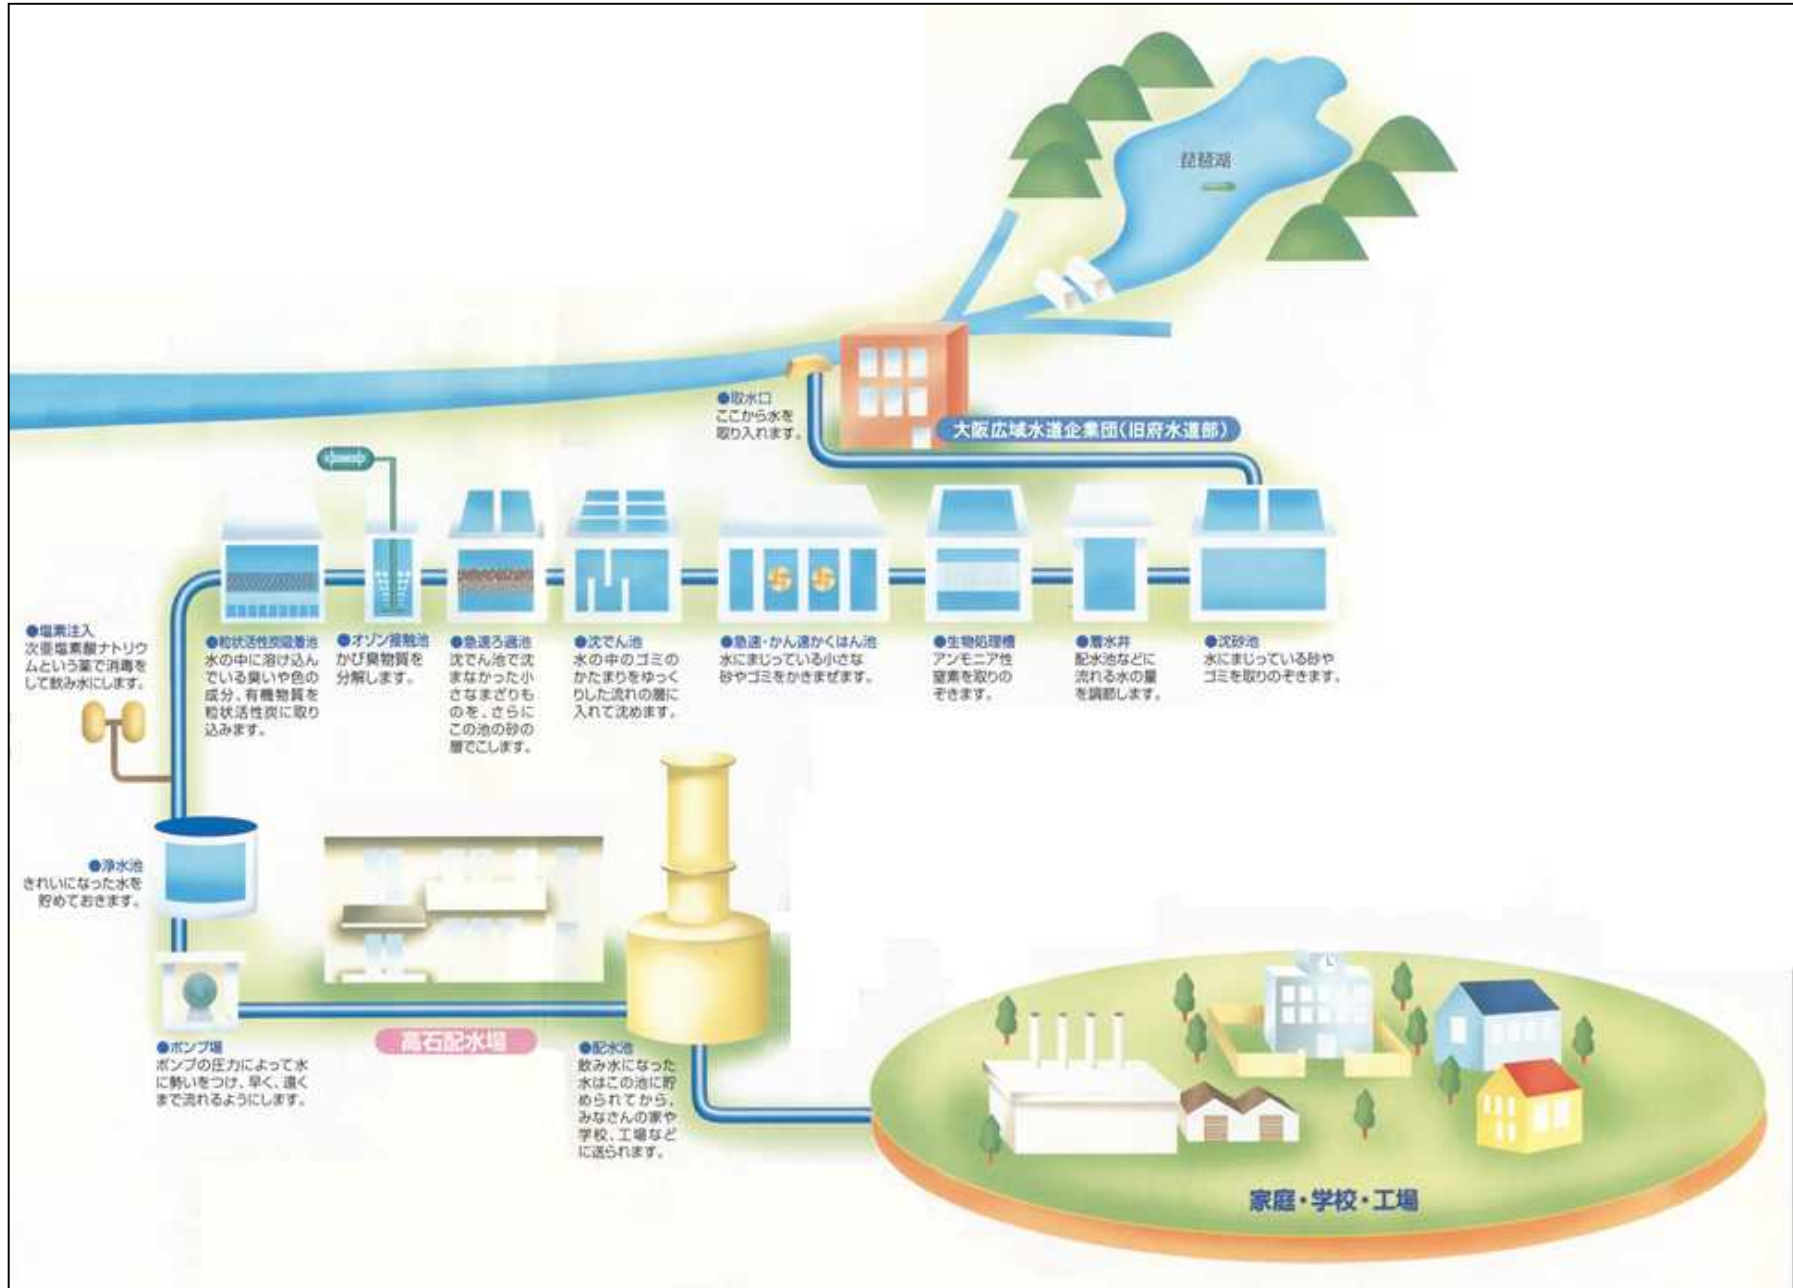 琵琶湖
●取水口
ここから水を
取り入れます。
大阪広域水道企業団(旧府水道部)
●塩素注入
次亜塩素酸ナトリウ
ムという薬で消毒を
して飲み水にします。
●粒状活性炭吸着池
水の中に溶け込ん
でいる臭いや色の
成分、有機物質を
粒状活性炭に取り
込みます。
●オゾン接触池
かび臭物質を
分解します。
●急速ろ過池
沈でん池で沈
まなかった小
さなまざりも
のを、さらに
この池の砂の
層でこします。
●沈でん池
水の中のゴミの
かたまりをゆっく
りした流れの層に
入れて沈めます。
●急速・かん速かくはん池
水にまじっている小さな
砂やゴミをかきまぜます。
●生物処理槽
アンモニア性
窒素を取りの
ぞきます。
●着水井
配水池などに
流れる水の量
を調節します。
●沈砂池
水にまじっている砂や
ゴミを取りのぞきます。
●浄水池
きれいになった水を
貯めておきます。
●ポンプ場
ポンプの圧力によって水
に勢いをつけ、早く、遠く
まで流れるようにします。
高石配水場
●配水池
飲み水になった
水はこの池に貯
められてから、
みなさんの家や
学校、工場など
に送られます。
家庭・学校・工場